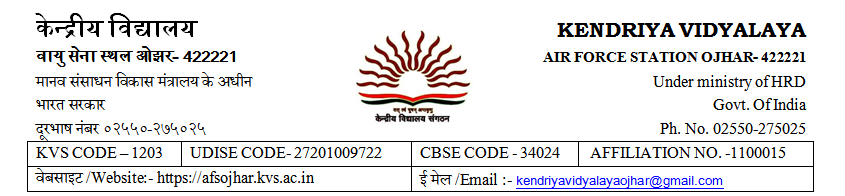 केन्द्रीय विद्यालय
वायु सेना स्थल ओझर- 422221
मानव संसाधन विकास मंत्रालय के अधीन
भारत सरकार
दूरभाष नंबर ०२५५०-२७५०२५
तत् त्वं पूषन् अपावृणु
केन्द्रीय विद्यालय संगठन
KENDRIYA VIDYALAYA
AIR FORCE STATION OJHAR- 422221
Under ministry of HRD
Govt. Of India
Ph. No. 02550-275025
KVS CODE – 1203 UDISE CODE- 27201009722 CBSE CODE - 34024 AFFILIATION NO. -1100015
वेबसाइट /Website:- https://afsojhar.kvs.ac.in ई मेल /Email :- kendriyavidyalayaojhar@gmail.com